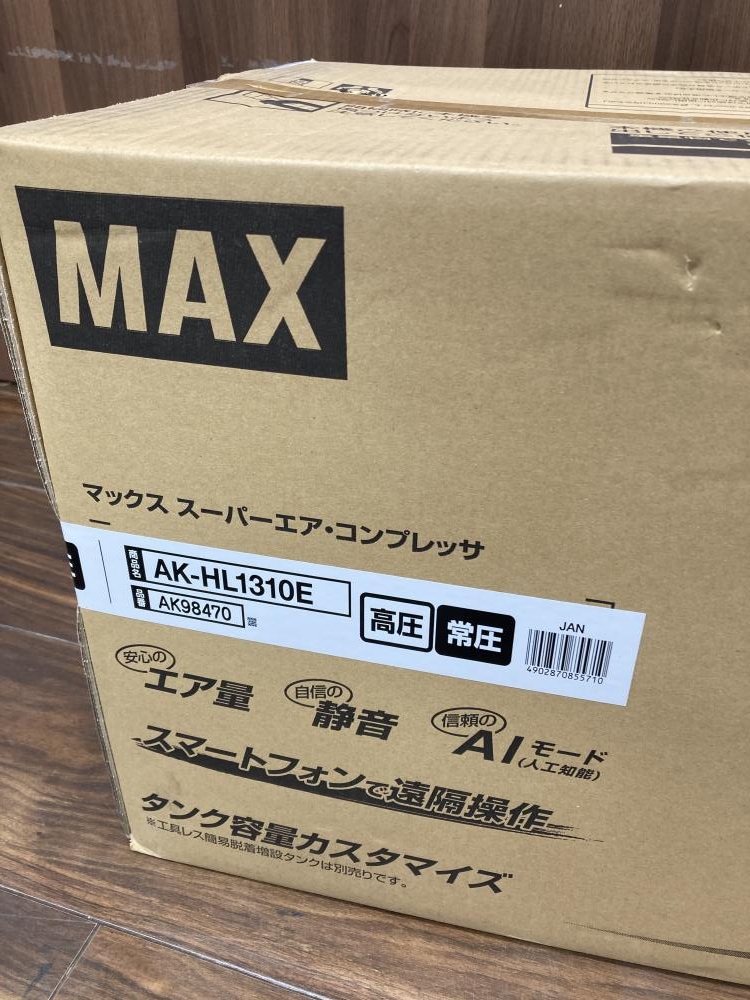 MAX
マックス スーパーエア・コンプレッサ
商品名 AK-HL1310E
品番 AK98470
高圧 常圧
JAN
4902870855710
安心の エア量 自信の 静音 信頼の AIモード (人工知能)
スマートフォンで遠隔操作
タンク容量カスタマイズ
※工具レス簡易脱着増設タンクは別売りです。